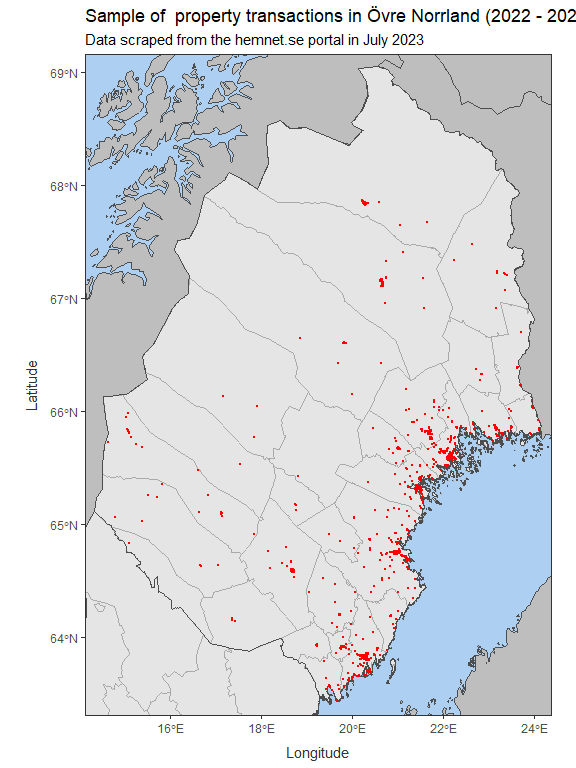 Sample of  property transactions in Övre Norrland (2022 - 202
Data scraped from the hemnet.se portal in July 2023
69°N
68°N
67°N
66°N
65°N
64°N
Latitude
16°E 18°E 20°E 22°E 24°E
Longitude